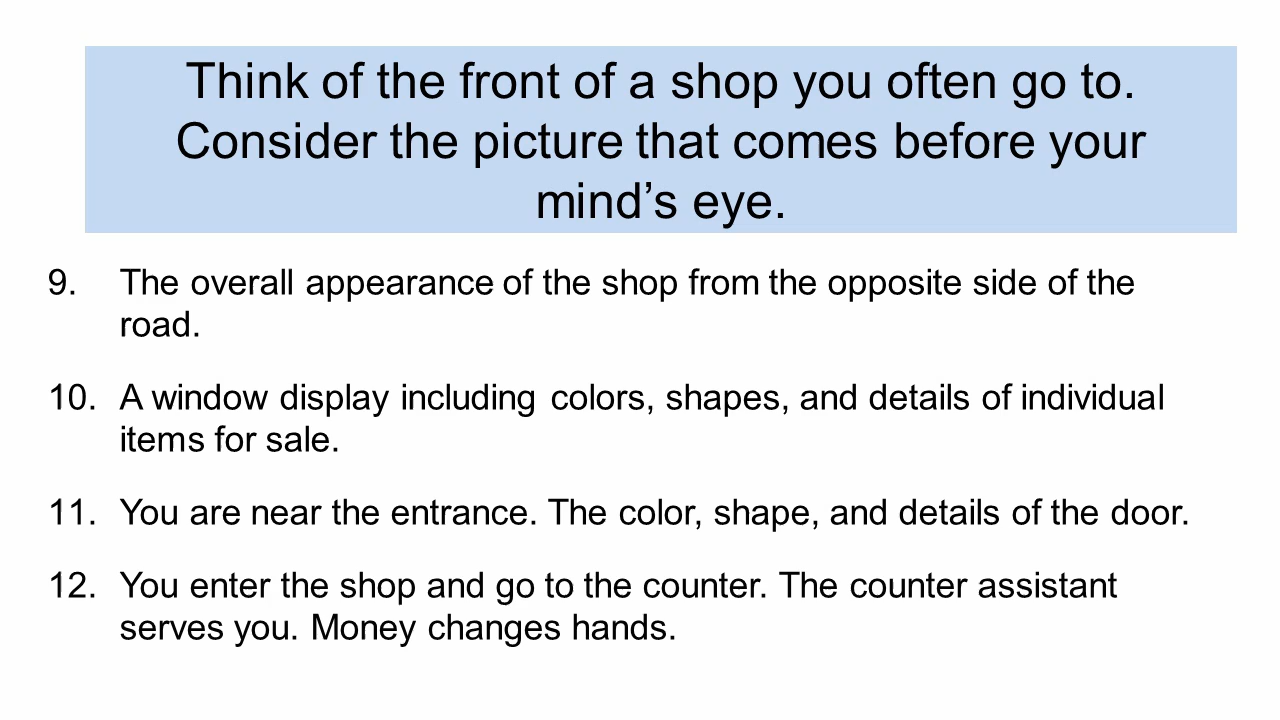 Think of the front of a shop you often go to.
Consider the picture that comes before your
mind’s eye.
9. The overall appearance of the shop from the opposite side of the
road.
10. A window display including colors, shapes, and details of individual
items for sale.
11. You are near the entrance. The color, shape, and details of the door.
12. You enter the shop and go to the counter. The counter assistant
serves you. Money changes hands.